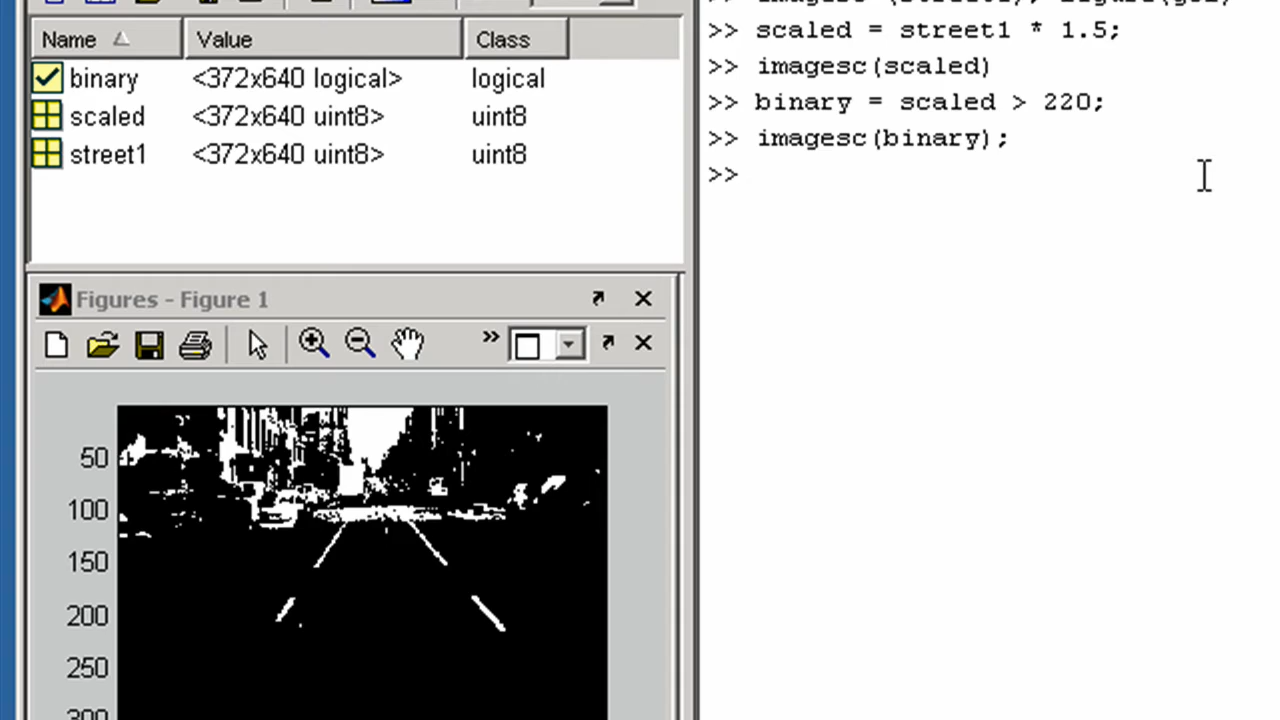 Name Value Class
binary <372x640 logical> logical
scaled <372x640 uint8> uint8
street1 <372x640 uint8> uint8
>> scaled = street1 * 1.5;
>> imagesc(scaled)
>> binary = scaled > 220;
>> imagesc(binary);
>>
Figures - Figure 1
50
100
150
200
250
300